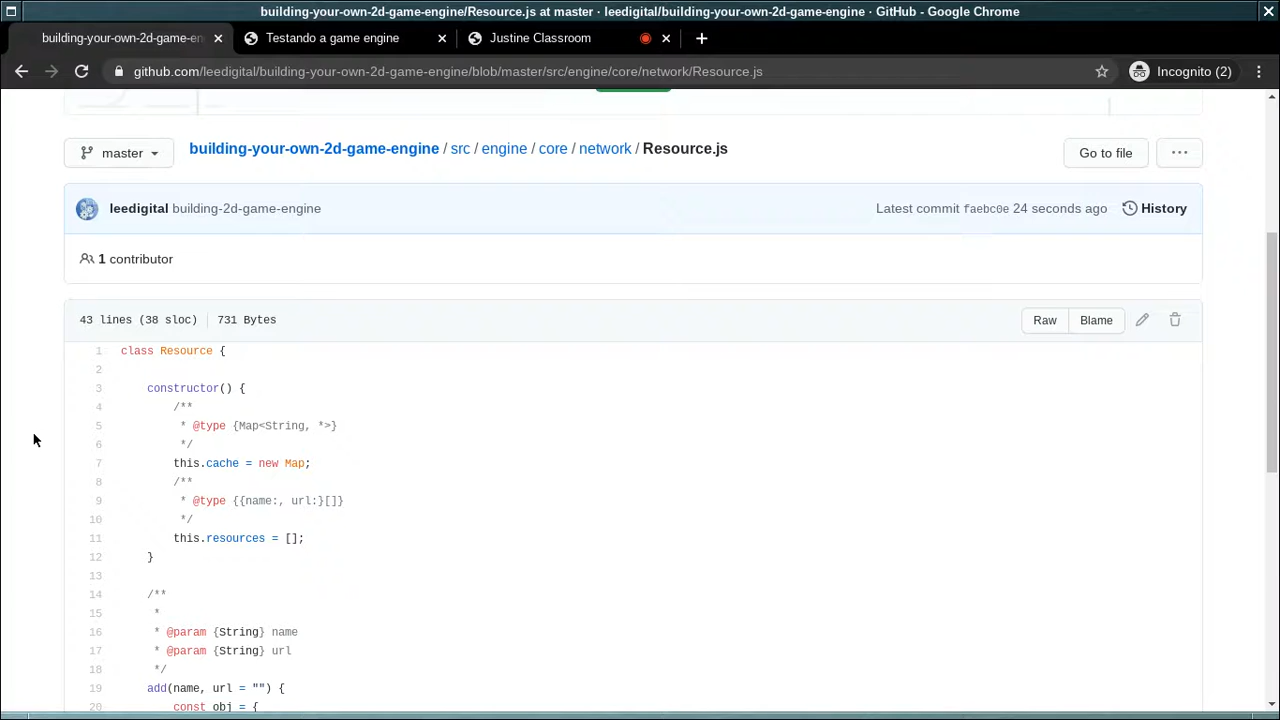 building-your-own-2d-game-engine/Resource.js at master · leedigital/building-your-own-2d-game-engine · GitHub - Google Chrome
building-your-own-2d-game-en
Testando a game engine
Justine Classroom
github.com/leedigital/building-your-own-2d-game-engine/blob/master/src/engine/core/network/Resource.js
Incognito (2)
master
building-your-own-2d-game-engine / src / engine / core / network / Resource.js
Go to file
leedigital building-2d-game-engine
Latest commit faebc0e 24 seconds ago
History
1 contributor
43 lines (38 sloc) 731 Bytes
Raw
Blame
1 class Resource {
2
3 constructor() {
4 /**
5 * @type {Map<String, *>}
6 */
7 this.cache = new Map;
8 /**
9 * @type {{name:, url:}[]}
10 */
11 this.resources = [];
12 }
13
14 /**
15 *
16 * @param {String} name
17 * @param {String} url
18 */
19 add(name, url = "") {
20 const obj = {